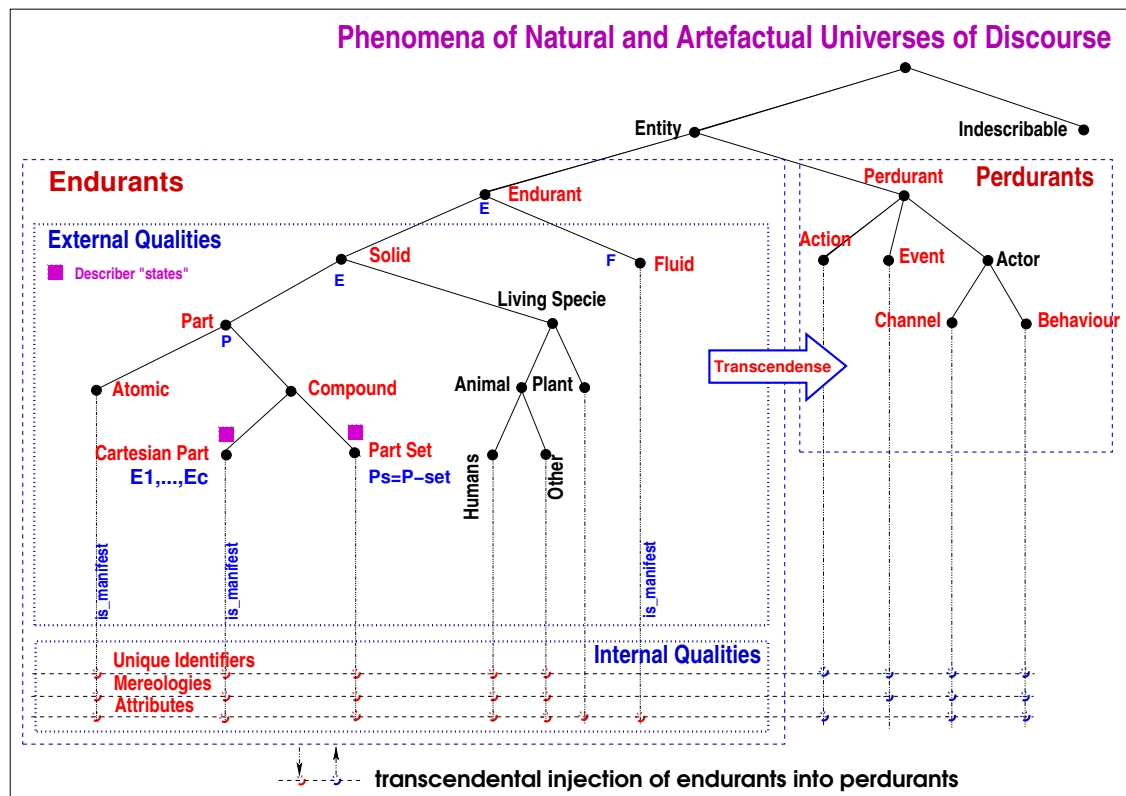 Phenomena of Natural and Artefactual Universes of Discourse
Entity
Indescribable
Endurants
Endurant
E
Perdurant
Perdurants
External Qualities
Describer "states"
Solid
E
F
Fluid
Action
Event
Actor
Living Specie
Part
P
Channel
Behaviour
Transcendense
Atomic
Compound
Animal
Plant
Cartesian Part
E1,...,Ec
Part Set
Ps=P-set
Humans
Other
is_manifest
is_manifest
is_manifest
Unique Identifiers
Internal Qualities
Mereologies
Attributes
transcendental injection of endurants into perdurants